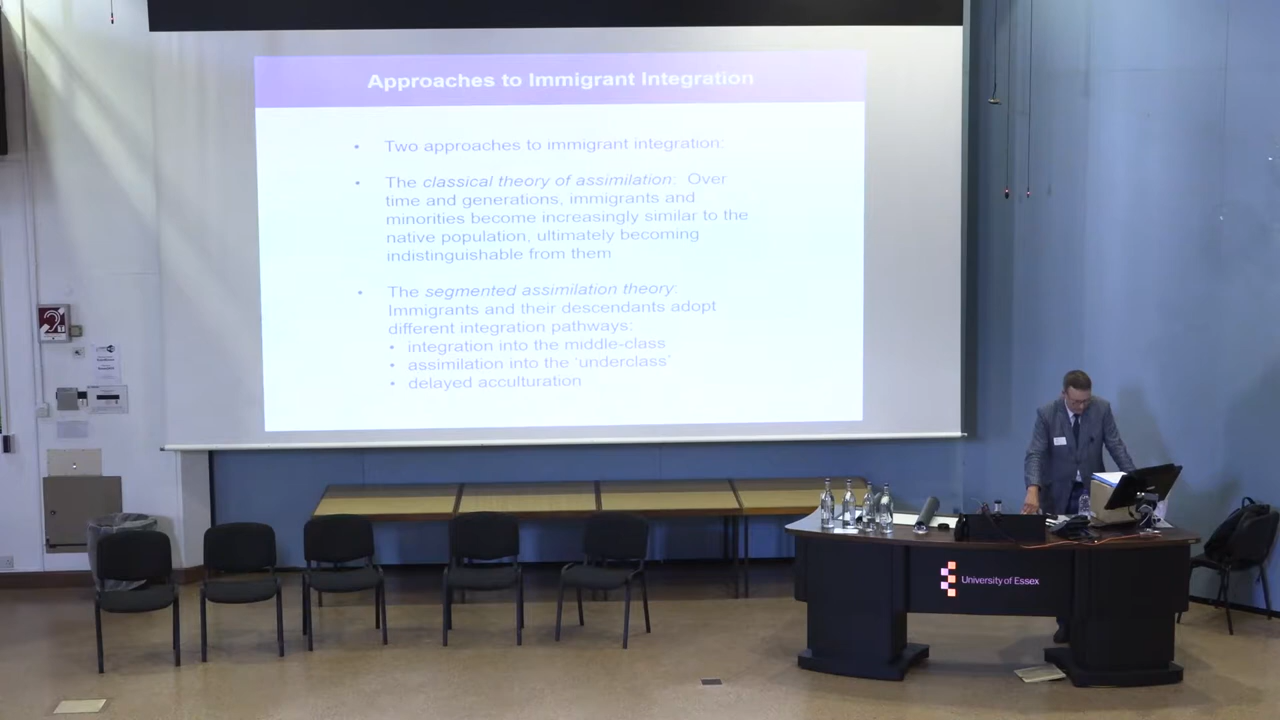 Approaches to Immigrant Integration
• Two approaches to immigrant integration:
• The classical theory of assimilation: Over
time and generations, immigrants and
minorities become increasingly similar to the
native population, ultimately becoming
indistinguishable from them
• The segmented assimilation theory:
Immigrants and their descendants adopt
different integration pathways:
• integration into the middle-class
• assimilation into the ‘underclass’
• delayed acculturation
University of Essex